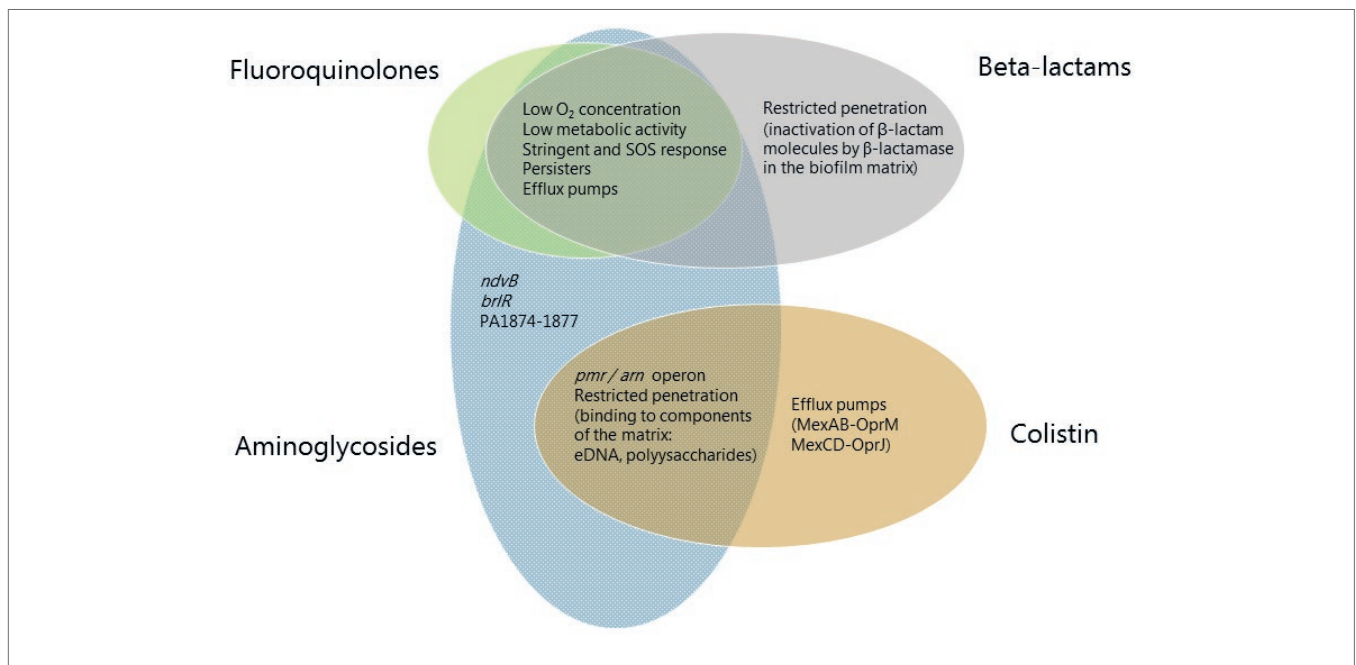 Fluoroquinolones
Beta-lactams
Low O₂ concentration
Low metabolic activity
Stringent and SOS response
Persisters
Efflux pumps
Restricted penetration
(inactivation of β-lactam
molecules by β-lactamase
in the biofilm matrix)
ndvB
brlR
PA1874-1877
pmr / arn operon
Restricted penetration
(binding to components
of the matrix:
eDNA, polyysaccharides)
Efflux pumps
(MexAB-OprM
MexCD-OprJ)
Aminoglycosides
Colistin